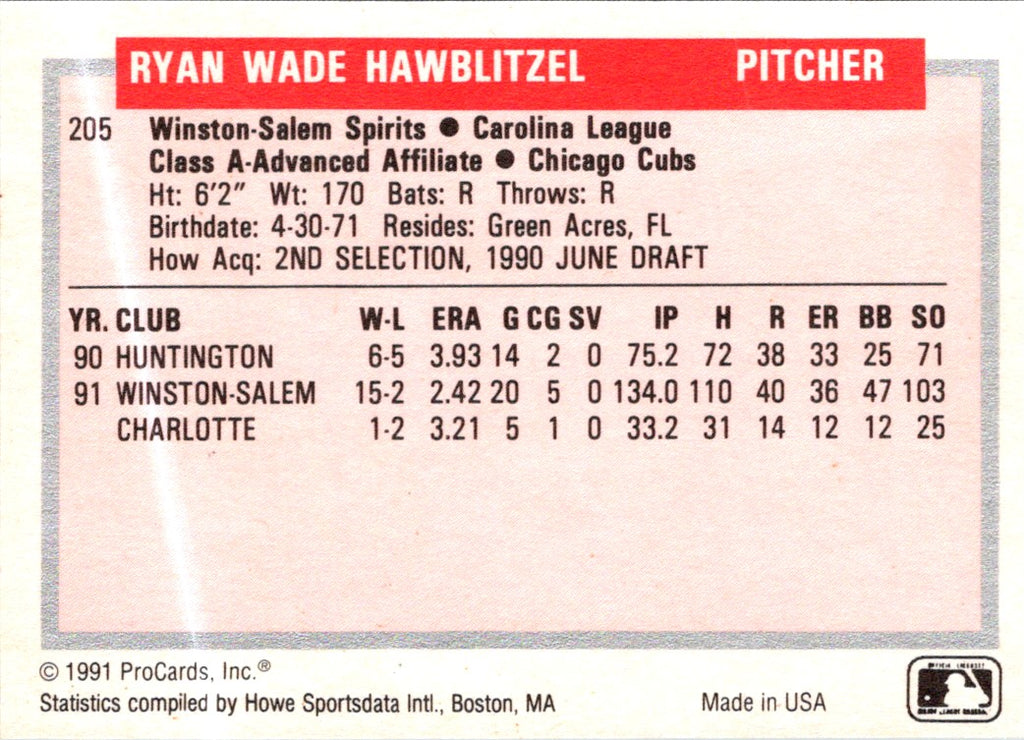 RYAN WADE HAWBLITZEL PITCHER
205 Winston-Salem Spirits ● Carolina League
Class A-Advanced Affiliate ● Chicago Cubs
Ht: 6'2" Wt: 170 Bats: R Throws: R
Birthdate: 4-30-71 Resides: Green Acres, FL
How Acq: 2ND SELECTION, 1990 JUNE DRAFT
YR. CLUB W-L ERA G CG SV IP H R ER BB SO
90 HUNTINGTON 6-5 3.93 14 2 0 75.2 72 38 33 25 71
91 WINSTON-SALEM 15-2 2.42 20 5 0 134.0 110 40 36 47 103
CHARLOTTE 1-2 3.21 5 1 0 33.2 31 14 12 12 25
© 1991 ProCards, Inc.®
Statistics compiled by Howe Sportsdata Intl., Boston, MA Made in USA